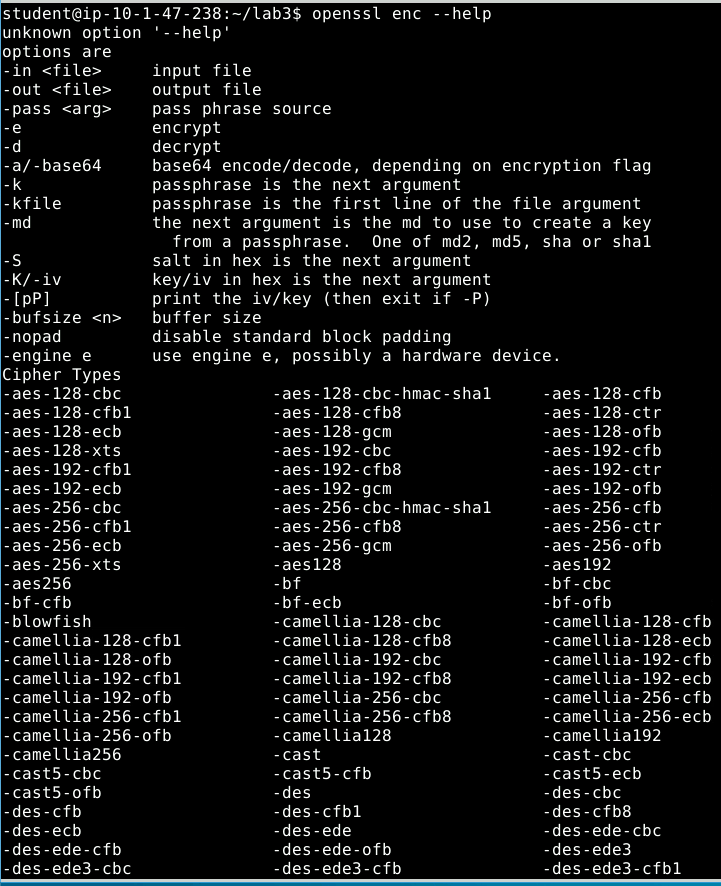 student@ip-10-1-47-238:~/lab3$ openssl enc --help
unknown option '--help'
options are
-in <file>     input file
-out <file>    output file
-pass <arg>    pass phrase source
-e             encrypt
-d             decrypt
-a/-base64     base64 encode/decode, depending on encryption flag
-k             passphrase is the next argument
-kfile         passphrase is the first line of the file argument
-md            the next argument is the md to use to create a key
                 from a passphrase.  One of md2, md5, sha or sha1
-S             salt in hex is the next argument
-K/-iv         key/iv in hex is the next argument
-[pP]          print the iv/key (then exit if -P)
-bufsize <n>   buffer size
-nopad         disable standard block padding
-engine e      use engine e, possibly a hardware device.
Cipher Types
-aes-128-cbc               -aes-128-cbc-hmac-sha1     -aes-128-cfb
-aes-128-cfb1              -aes-128-cfb8              -aes-128-ctr
-aes-128-ecb               -aes-128-gcm               -aes-128-ofb
-aes-128-xts               -aes-192-cbc               -aes-192-cfb
-aes-192-cfb1              -aes-192-cfb8              -aes-192-ctr
-aes-192-ecb               -aes-192-gcm               -aes-192-ofb
-aes-256-cbc               -aes-256-cbc-hmac-sha1     -aes-256-cfb
-aes-256-cfb1              -aes-256-cfb8              -aes-256-ctr
-aes-256-ecb               -aes-256-gcm               -aes-256-ofb
-aes-256-xts               -aes128                    -aes192
-aes256                    -bf                        -bf-cbc
-bf-cfb                    -bf-ecb                    -bf-ofb
-blowfish                  -camellia-128-cbc          -camellia-128-cfb
-camellia-128-cfb1         -camellia-128-cfb8         -camellia-128-ecb
-camellia-128-ofb          -camellia-192-cbc          -camellia-192-cfb
-camellia-192-cfb1         -camellia-192-cfb8         -camellia-192-ecb
-camellia-192-ofb          -camellia-256-cbc          -camellia-256-cfb
-camellia-256-cfb1         -camellia-256-cfb8         -camellia-256-ecb
-camellia-256-ofb          -camellia128               -camellia192
-camellia256               -cast                      -cast-cbc
-cast5-cbc                 -cast5-cfb                 -cast5-ecb
-cast5-ofb                 -des                       -des-cbc
-des-cfb                   -des-cfb1                  -des-cfb8
-des-ecb                   -des-ede                   -des-ede-cbc
-des-ede-cfb               -des-ede-ofb               -des-ede3
-des-ede3-cbc              -des-ede3-cfb              -des-ede3-cfb1